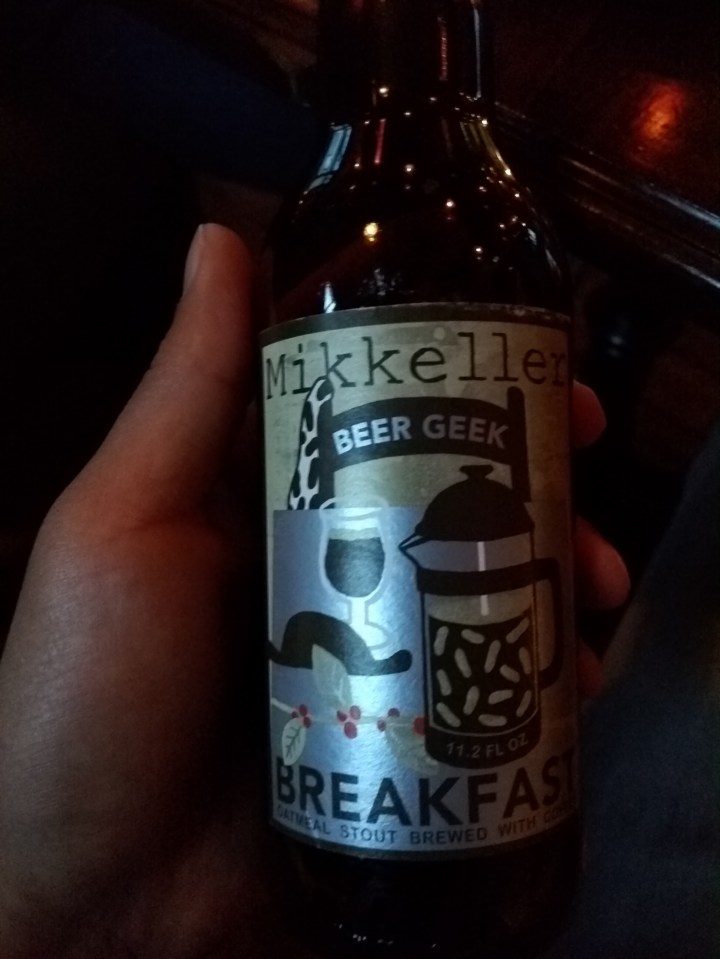 Mikkeller
BEER GEEK
11.2 FL OZ
BREAKFAST
OATMEAL STOUT BREWED WITH